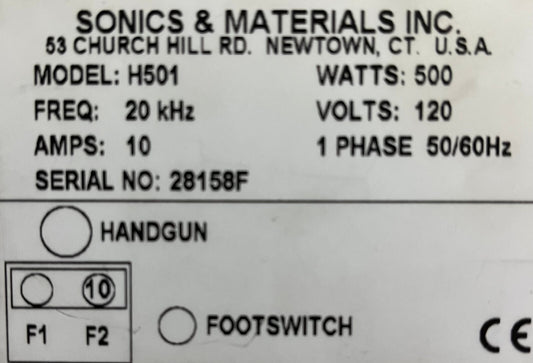 SONICS & MATERIALS INC.
53 CHURCH HILL RD. NEWTOWN, CT. U.S.A.
MODEL: H501 WATTS: 500
FREQ: 20 kHz VOLTS: 120
AMPS: 10 1 PHASE 50/60Hz
SERIAL NO: 28158F
HANDGUN
10
F1 F2
FOOTSWITCH
CE